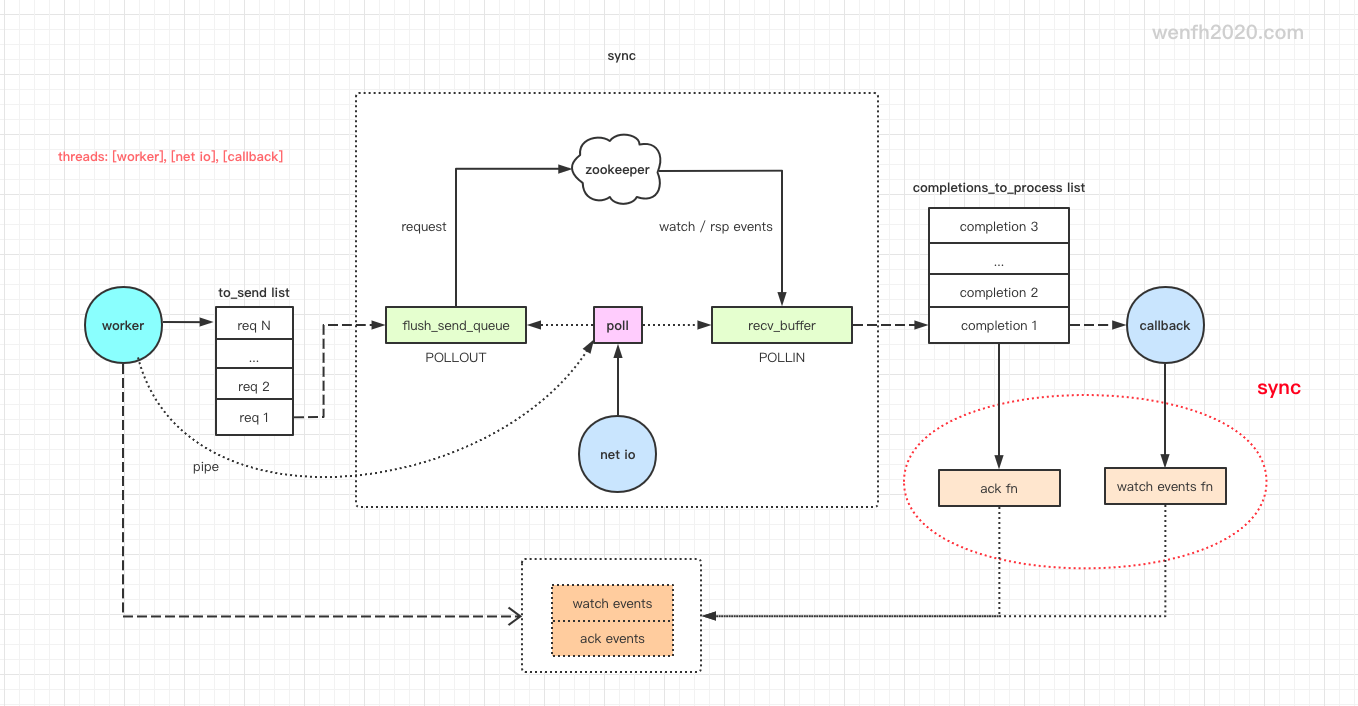 wenfh2020.com
sync
threads: [worker], [net io], [callback]
zookeeper
completions_to_process list
request
watch / rsp events
completion 3
...
completion 2
completion 1
to_send list
worker
req N
...
req 2
req 1
flush_send_queue
poll
recv_buffer
callback
POLLOUT
POLLIN
sync
pipe
net io
ack fn
watch events fn
watch events
ack events